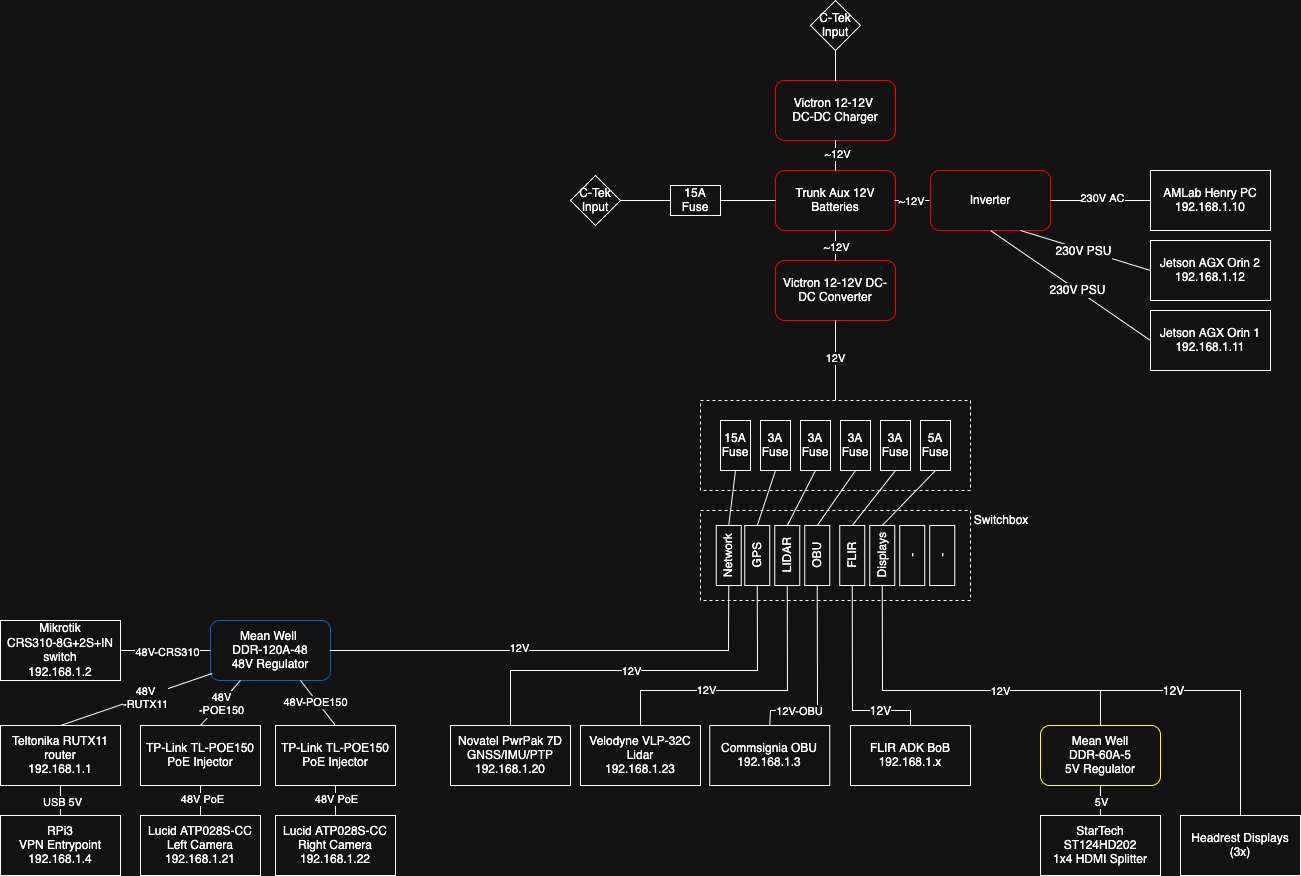 C-Tek
Input
Victron 12-12V
DC-DC Charger
~12V
C-Tek
Input
15A
Fuse
Trunk Aux 12V
Batteries
~12V
Inverter
230V AC
AMLab Henry PC
192.168.1.10
230V PSU
Jetson AGX Orin 2
192.168.1.12
230V PSU
Jetson AGX Orin 1
192.168.1.11
~12V
Victron 12-12V DC-
DC Converter
12V
15A
Fuse
3A
Fuse
3A
Fuse
3A
Fuse
3A
Fuse
5A
Fuse
Switchbox
Network
GPS
LIDAR
OBU
FLIR
Displays
-
-
Mikrotik
CRS310-8G+2S+IN
switch
192.168.1.2
48V-CRS310
Mean Well
DDR-120A-48
48V Regulator
12V
12V
12V
12V-OBU
12V
12V
12V
48V
-RUTX11
48V
-POE150
48V-POE150
Teltonika RUTX11
router
192.168.1.1
TP-Link TL-POE150
PoE Injector
TP-Link TL-POE150
PoE Injector
Novatel PwrPak 7D
GNSS/IMU/PTP
192.168.1.20
Velodyne VLP-32C
Lidar
192.168.1.23
Commsignia OBU
192.168.1.3
FLIR ADK BoB
192.168.1.x
Mean Well
DDR-60A-5
5V Regulator
USB 5V
48V PoE
48V PoE
5V
RPi3
VPN Entrypoint
192.168.1.4
Lucid ATP028S-CC
Left Camera
192.168.1.21
Lucid ATP028S-CC
Right Camera
192.168.1.22
StarTech
ST124HD202
1x4 HDMI Splitter
Headrest Displays
(3x)